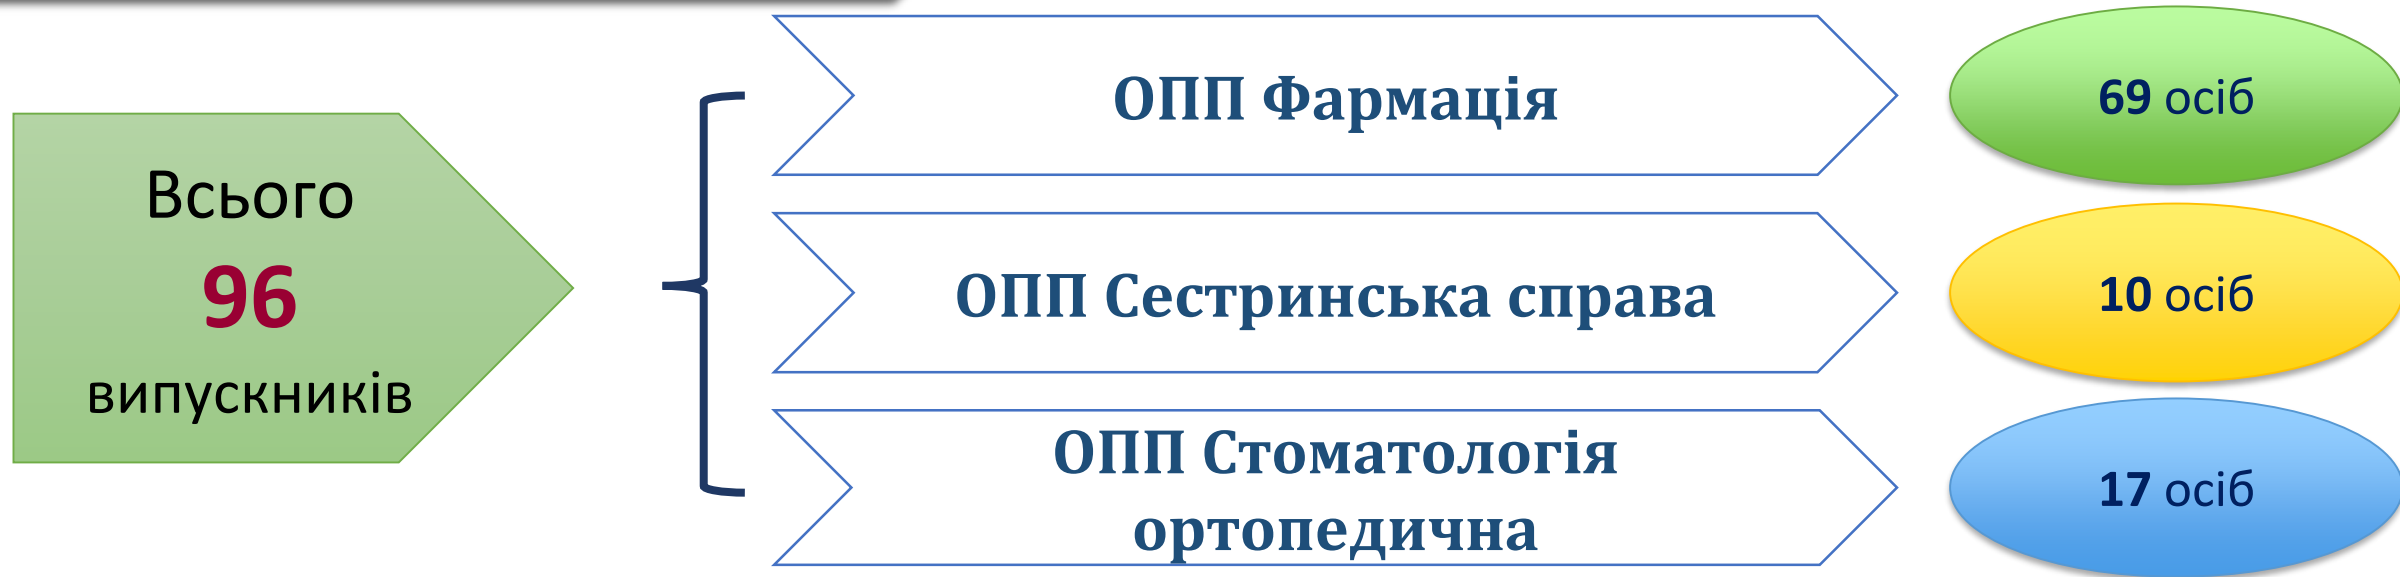 Всього
96
випускників
ОПП Фармація
69 осіб
ОПП Сестринська справа
10 осіб
ОПП Стоматологія
ортопедична
17 осіб